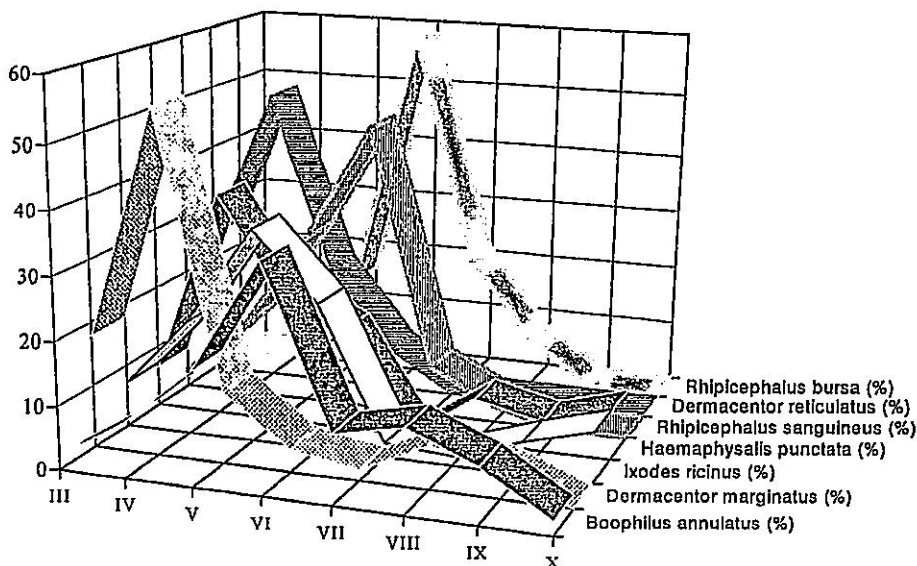 60
50
40
30
20
10
0
III
IV
V
VI
VII
VIII
IX
X
Rhipicephalus bursa (%)
Dermacentor reticulatus (%)
Rhipicephalus sanguineus (%)
Haemaphysalis punctata (%)
Ixodes ricinus (%)
Dermacentor marginatus (%)
Boophilus annulatus (%)